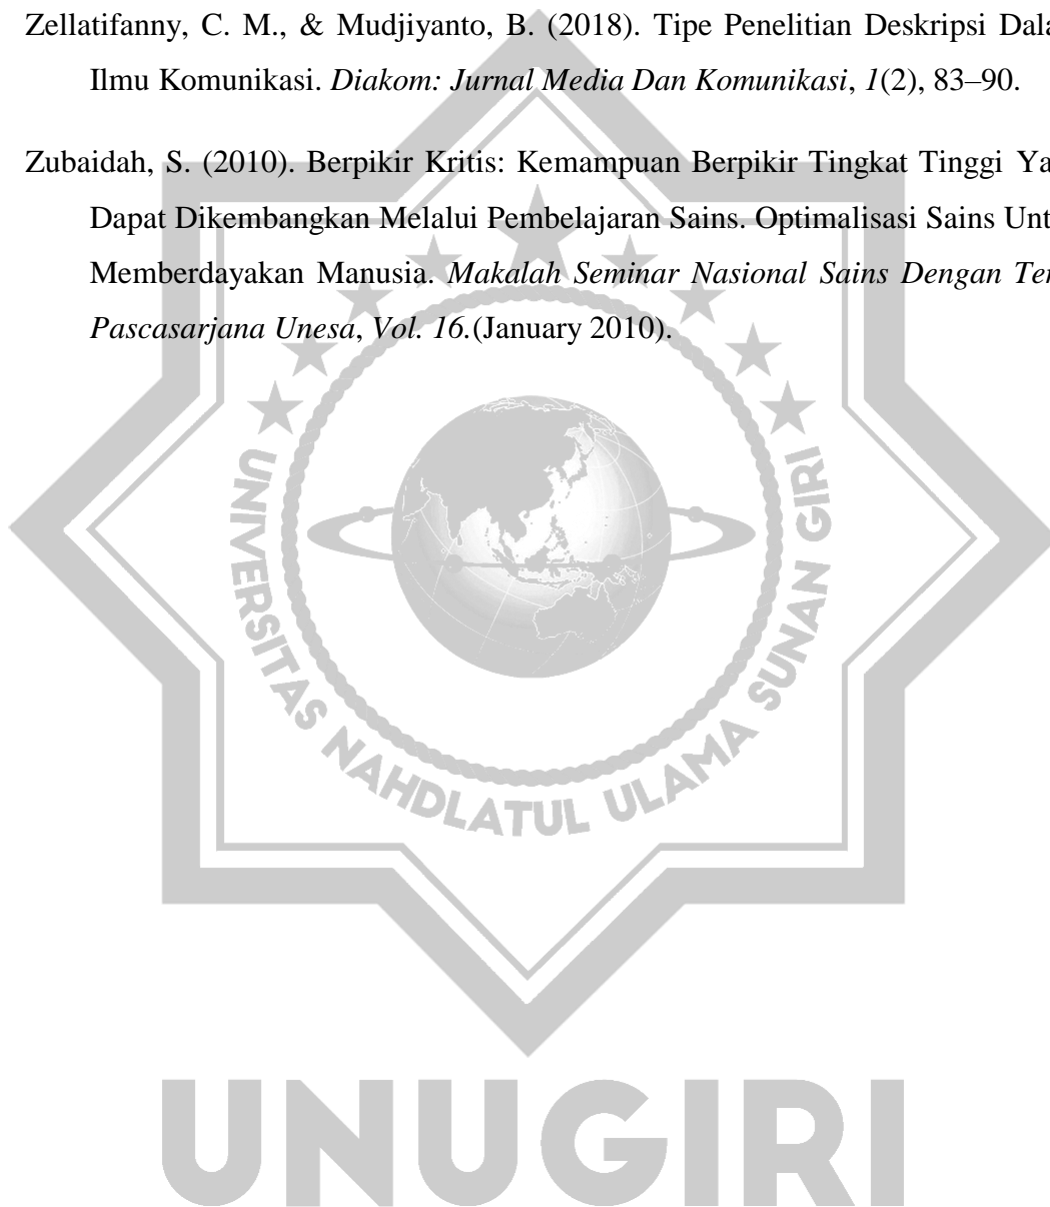 Zellatifanny, C. M., & Mudjiyanto, B. (2018). Tipe Penelitian Deskripsi Dala
Ilmu Komunikasi. Diakom: Jurnal Media Dan Komunikasi, 1(2), 83–90.
Zubaidah, S. (2010). Berpikir Kritis: Kemampuan Berpikir Tingkat Tinggi Ya
Dapat Dikembangkan Melalui Pembelajaran Sains. Optimalisasi Sains Unt
Memberdayakan Manusia. Makalah Seminar Nasional Sains Dengan Te
Pascasarjana Unesa, Vol. 16.(January 2010).
UNIVERSITAS NAHDLATUL ULAMA SUNAN GIRI
UNUGIRI